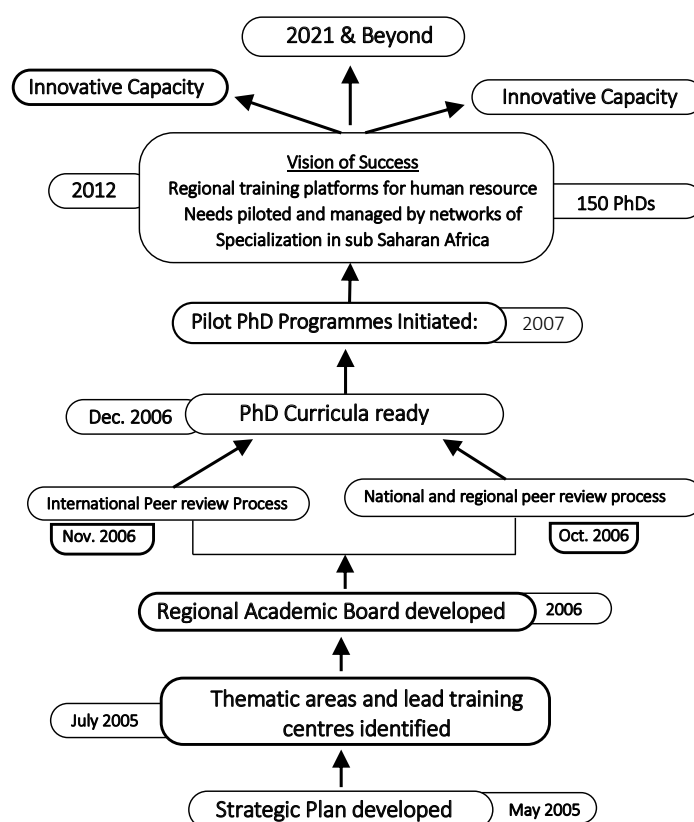 2021 & Beyond
Innovative Capacity
Innovative Capacity
Vision of Success
Regional training platforms for human resource
Needs piloted and managed by networks of
Specialization in sub Saharan Africa
2012
150 PhDs
Pilot PhD Programmes Initiated:
2007
Dec. 2006
PhD Curricula ready
International Peer review Process
Nov. 2006
National and regional peer review process
Oct. 2006
Regional Academic Board developed
2006
July 2005
Thematic areas and lead training
centres identified
Strategic Plan developed
May 2005